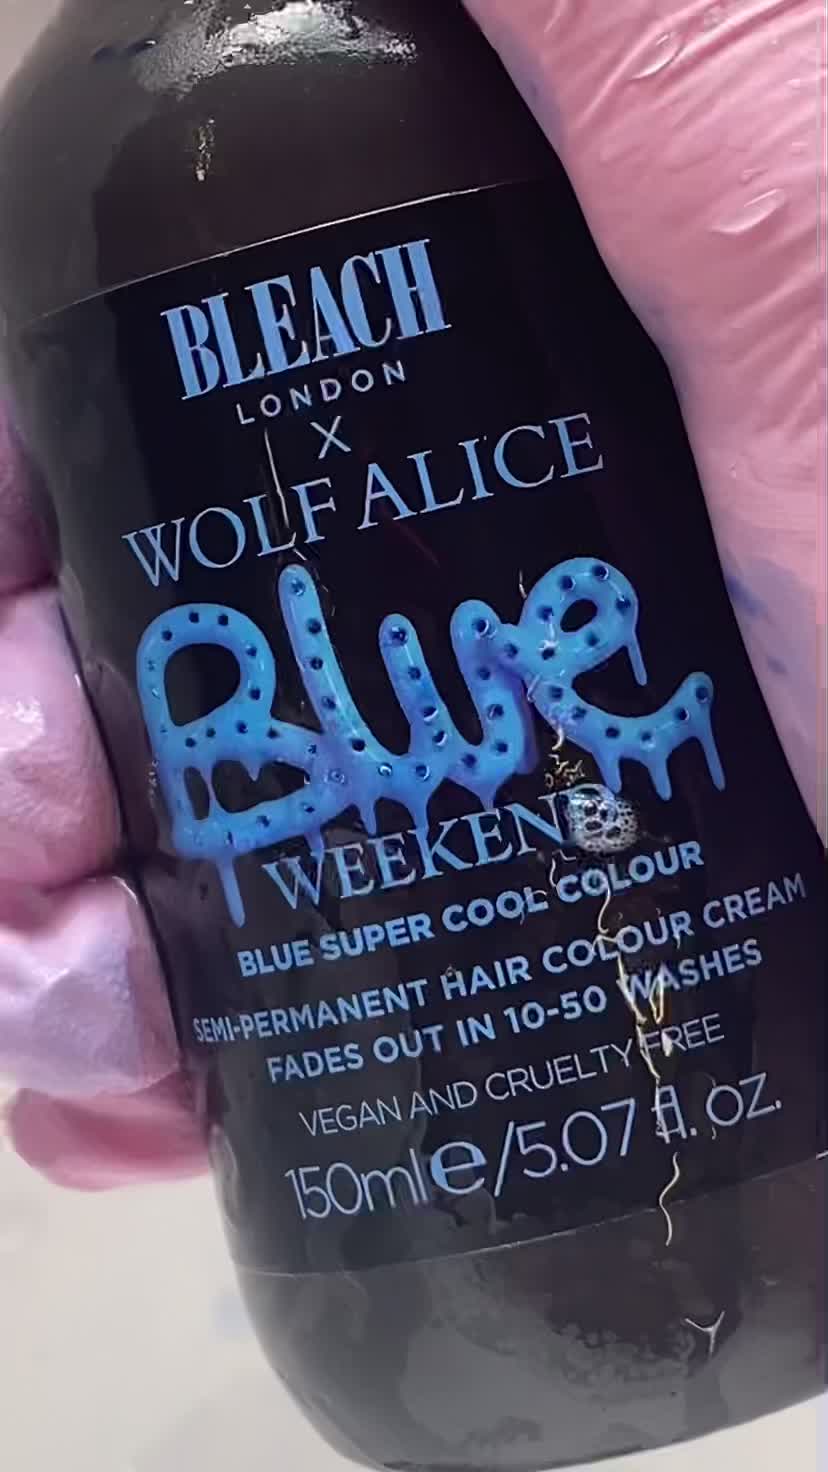 BLEACH
LONDON
X
WOLF ALICE
Blue
WEEKEND
BLUE SUPER COOL COLOUR
SEMI-PERMANENT HAIR COLOUR CREAM
FADES OUT IN 10-50 WASHES
VEGAN AND CRUELTY FREE
150ml e/5.07 fl. oz.